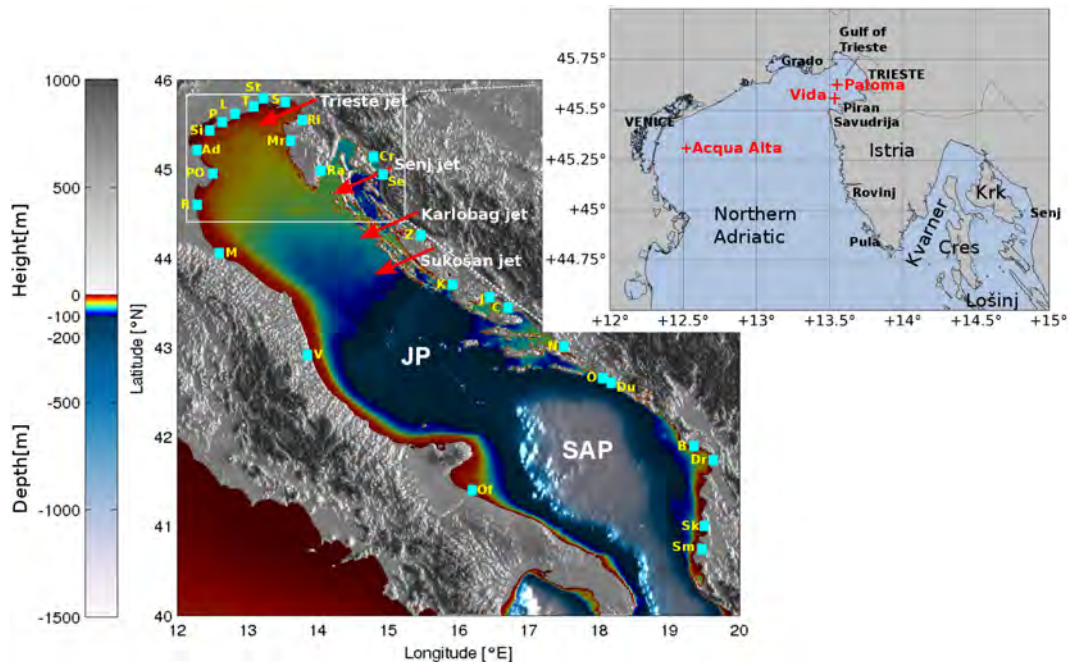 1000
500
0
-100
-200
-500
-1000
-1500
Height[m]
Depth[m]
46
45
44
43
42
41
40
Latitude [°N]
12
13
14
15
16
17
18
19
20
Longitude [°E]
St
S
T
L
P
Si
Ad
PO
R
M
V
Of
Ri
Mr
Ra
Cr
Se
Z
K
J
C
N
O
Du
B
Dr
Sk
Sm
Trieste jet
Senj jet
Karlobag jet
Sukošan jet
JP
SAP
45.75°
+45.5°
+45.25°
+45°
+44.75°
+12°
+12.5°
+13°
+13.5°
+14°
+14.5°
+15°
Gulf of
Trieste
Grado
TRIESTE
Paloma
Vida
Piran
Savudrija
VENICE
Acqua Alta
Istria
Rovinj
Krk
Senj
Northern
Adriatic
Pula
Kvarner
Cres
Lošinj